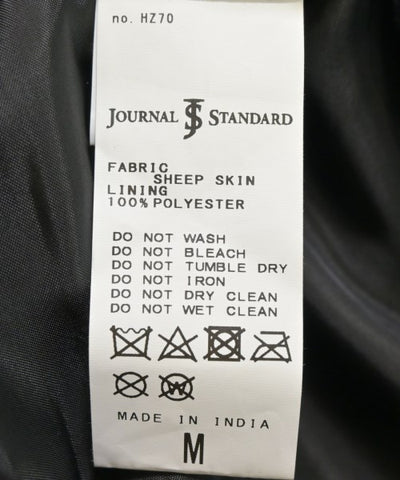 no. HZ70
JOURNAL JS STANDARD
FABRIC
SHEEP SKIN
LINING
100% POLYESTER
DO NOT WASH
DO NOT BLEACH
DO NOT TUMBLE DRY
DO NOT IRON
DO NOT DRY CLEAN
DO NOT WET CLEAN
W
MADE IN INDIA
M